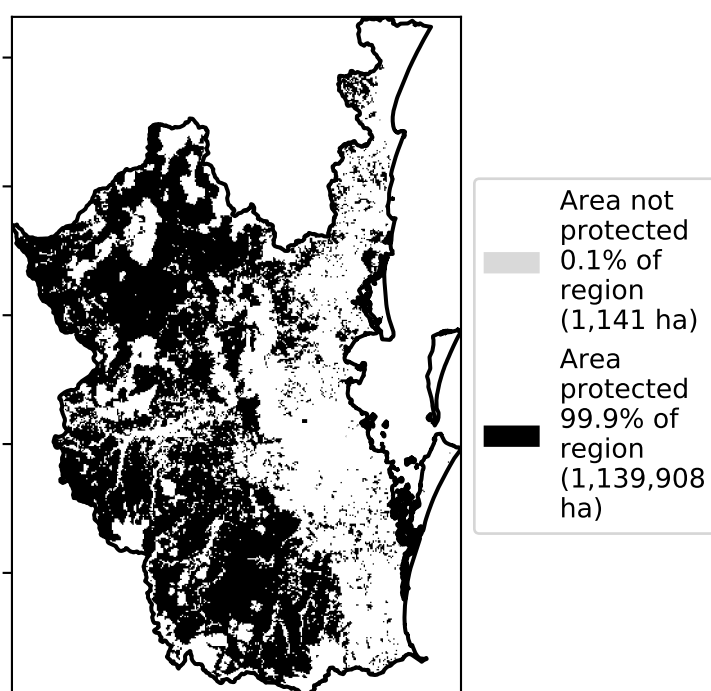 Area not
protected
0.1% of
region
(1,141 ha)
Area
protected
99.9% of
region
(1,139,908
ha)